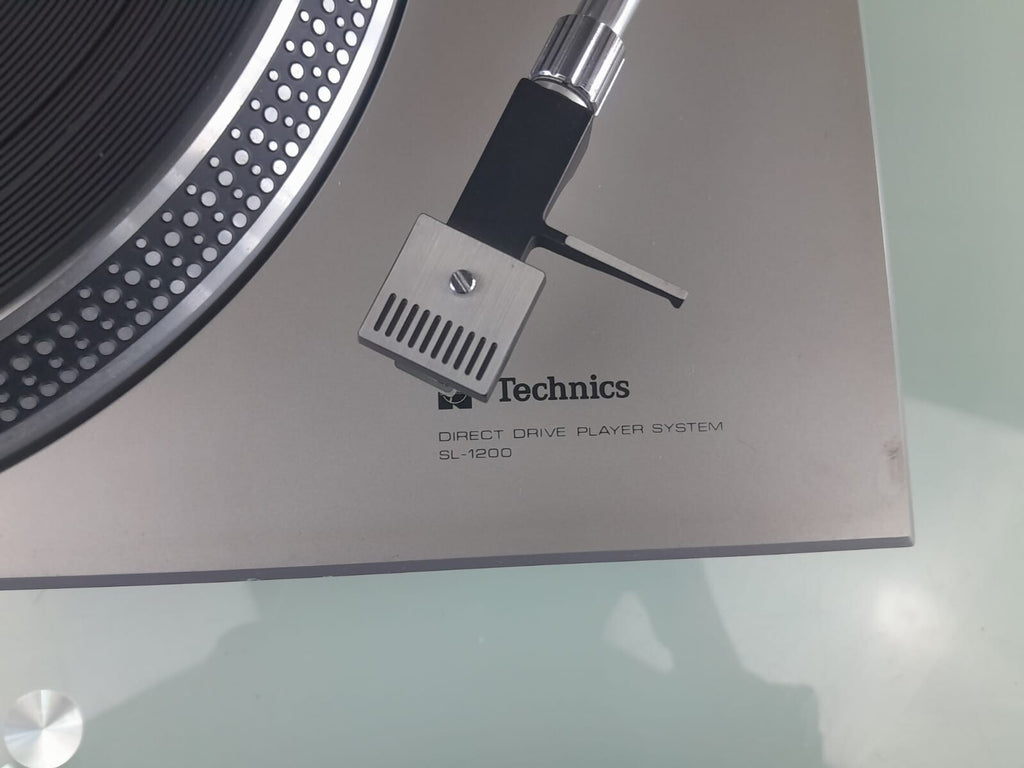 Technics
DIRECT DRIVE PLAYER SYSTEM
SL-1200